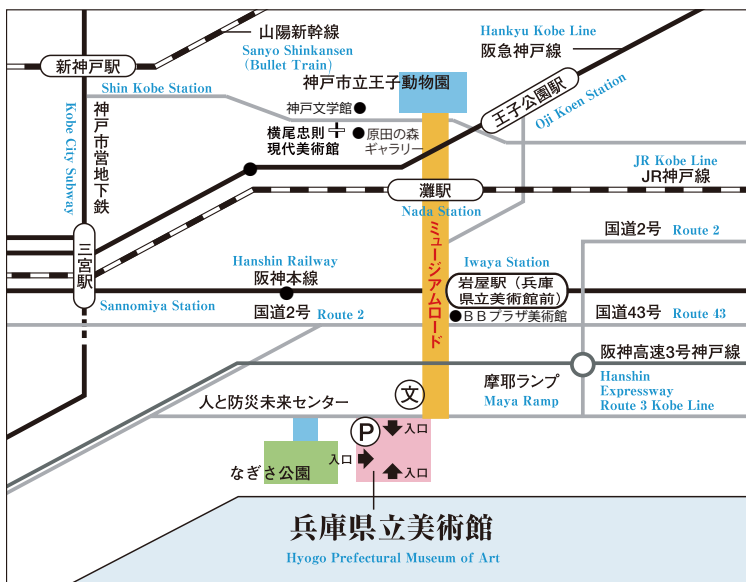 山陽新幹線
Sanyo Shinkansen
(Bullet Train)
Hankyu Kobe Line
阪急神戸線
新神戸駅
Shin Kobe Station
神戸市立王子動物園
神戸文学館
横尾忠則
現代美術館
原田の森
ギャラリー
王子公園駅
Oji Koen Station
Kobe City Subway
神戸市営地下鉄
JR Kobe Line
JR神戸線
灘駅
Nada Station
ミュージアムロード
国道2号 Route 2
三宮駅
Sannomiya Station
Hanshin Railway
阪神本線
Iwaya Station
岩屋駅(兵庫
県立美術館前)
国道2号 Route 2
BBプラザ美術館
国道43号 Route 43
阪神高速3号神戸線
Hanshin
Expressway
Route 3 Kobe Line
摩耶ランプ
Maya Ramp
文
人と防災未来センター
P
入口
入口
入口
なぎさ公園
兵庫県立美術館
Hyogo Prefectural Museum of Art